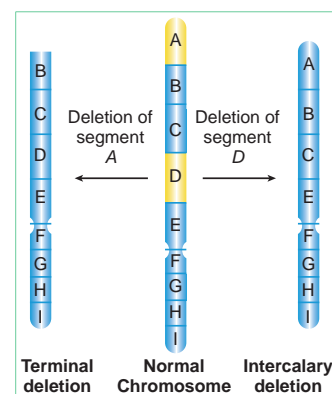 B
C
D
E
F
G
H
I
Deletion of
segment
A
A
B
C
D
E
F
G
H
I
Deletion of
segment
D
A
B
C
E
F
G
H
I
Terminal
deletion
Normal
Chromosome
Intercalary
deletion